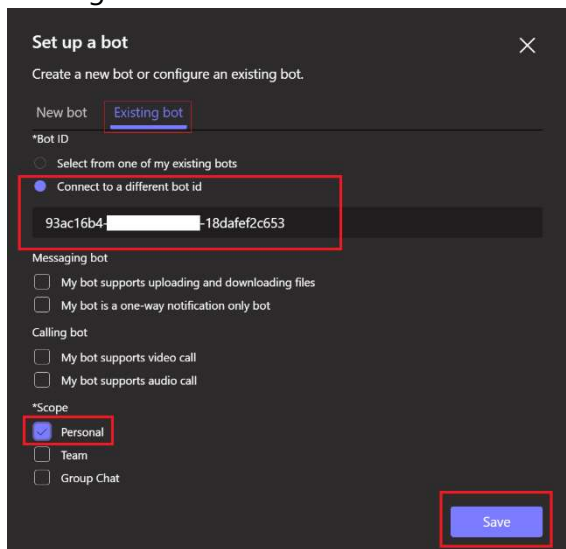 Set up a bot
Create a new bot or configure an existing bot.
New bot Existing bot
*Bot ID
Select from one of my existing bots
Connect to a different bot id
93ac16b4- -18dafef2c653
Messaging bot
My bot supports uploading and downloading files
My bot is a one-way notification only bot
Calling bot
My bot supports video call
My bot supports audio call
*Scope
Personal
Team
Group Chat
Save